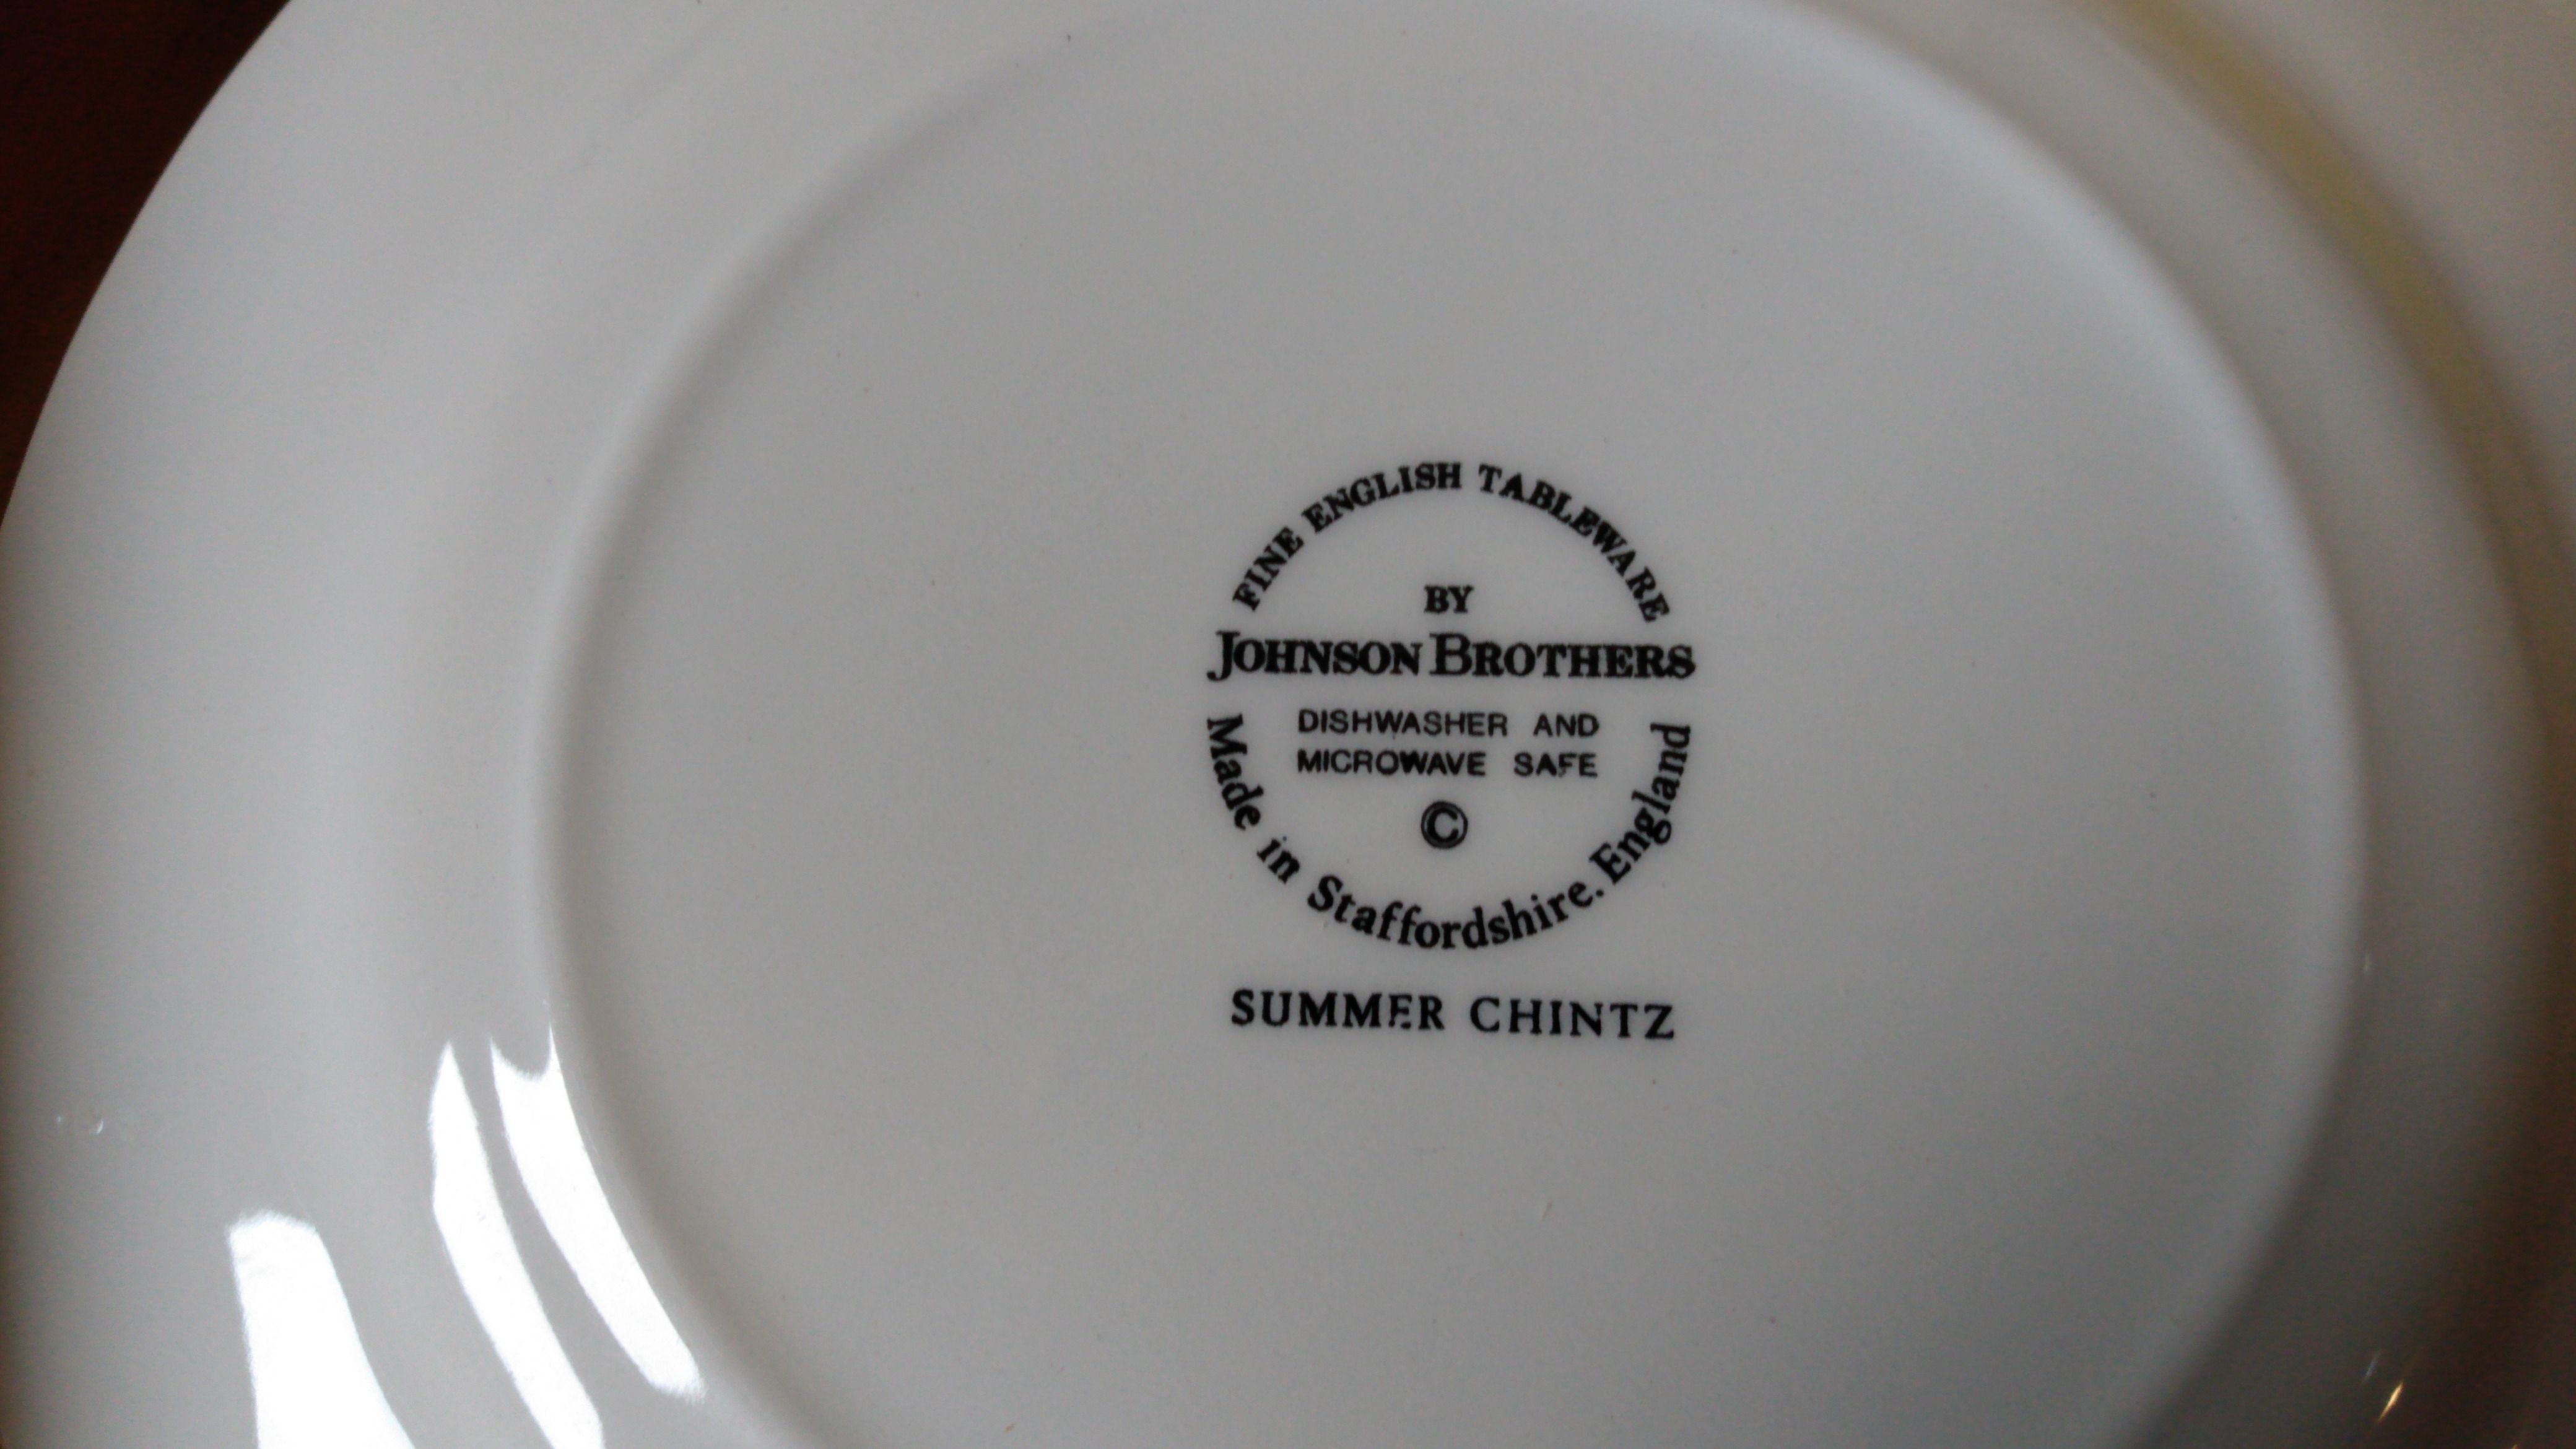 FINE ENGLISH TABLEWARE
BY
JOHNSON BROTHERS
DISHWASHER AND
MICROWAVE SAFE
©
Made in Staffordshire. England
SUMMER CHINTZ